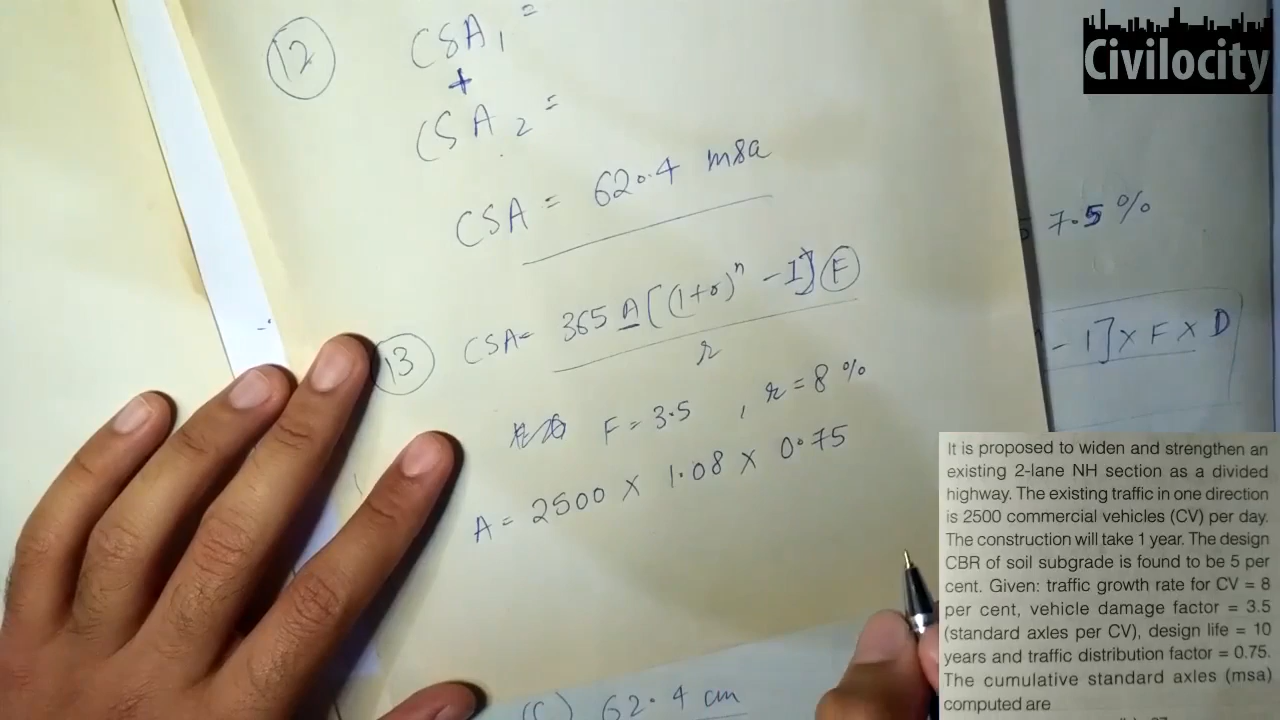 Civilocity
12 CSA1 =
+
CSA2 =
CSA = 62.4 msa
7.5 %
13 CSA = 365 A [(1+r)^n - 1] F
r
- 1] x F x D
F = 3.5 , r = 8 %
A = 2500 x 1.08 x 0.75
(C) 62.4 cm
It is proposed to widen and strengthen an
existing 2-lane NH section as a divided
highway. The existing traffic in one direction
is 2500 commercial vehicles (CV) per day.
The construction will take 1 year. The design
CBR of soil subgrade is found to be 5 per
cent. Given: traffic growth rate for CV = 8
per cent, vehicle damage factor = 3.5
(standard axles per CV), design life = 10
years and traffic distribution factor = 0.75.
The cumulative standard axles (msa)
computed are